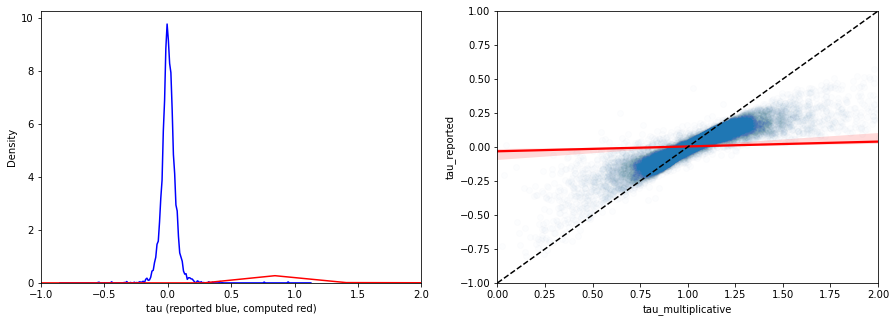 10
8
6
4
2
0
Density
−1.0 −0.5 0.0 0.5 1.0 1.5 2.0
tau (reported blue, computed red)
1.00
0.75
0.50
0.25
0.00
−0.25
−0.50
−0.75
−1.00
tau_reported
0.00 0.25 0.50 0.75 1.00 1.25 1.50 1.75 2.00
tau_multiplicative